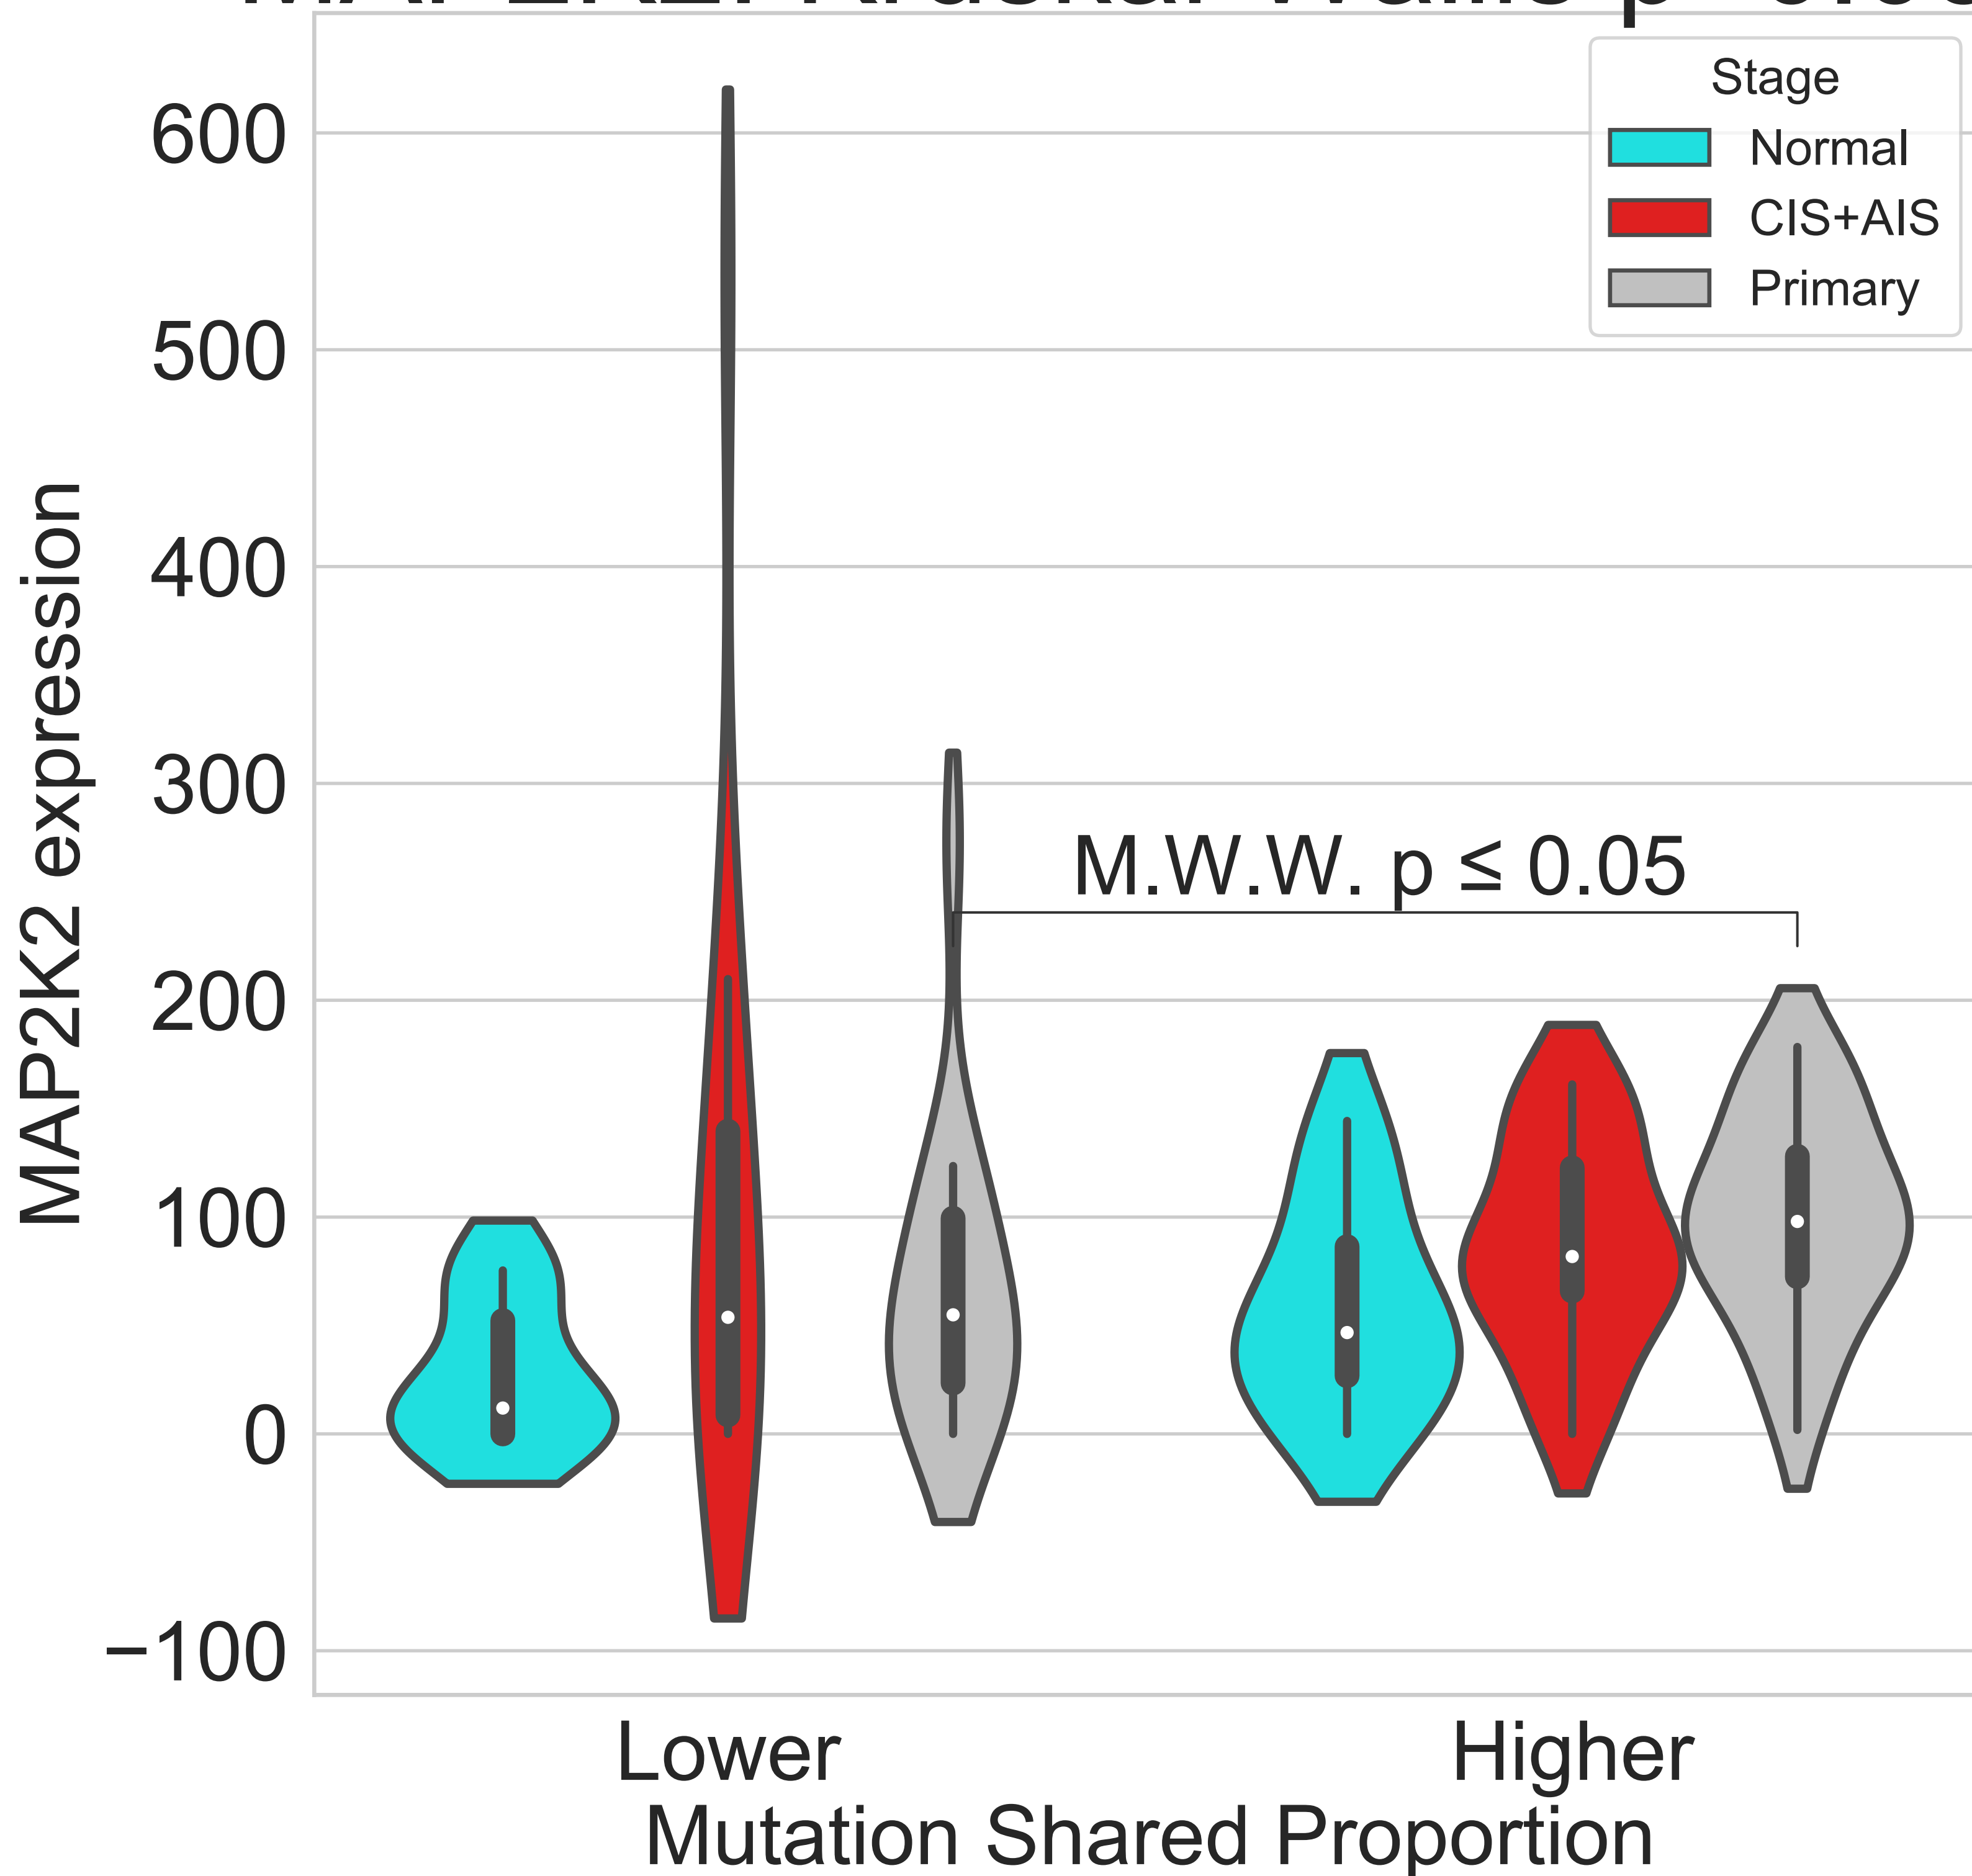 Stage
Normal
CIS+AIS
Primary
600
500
400
300
200
100
0
−100
MAP2K2 expression
M.W.W. p ≤ 0.05
Lower
Higher
Mutation Shared Proportion